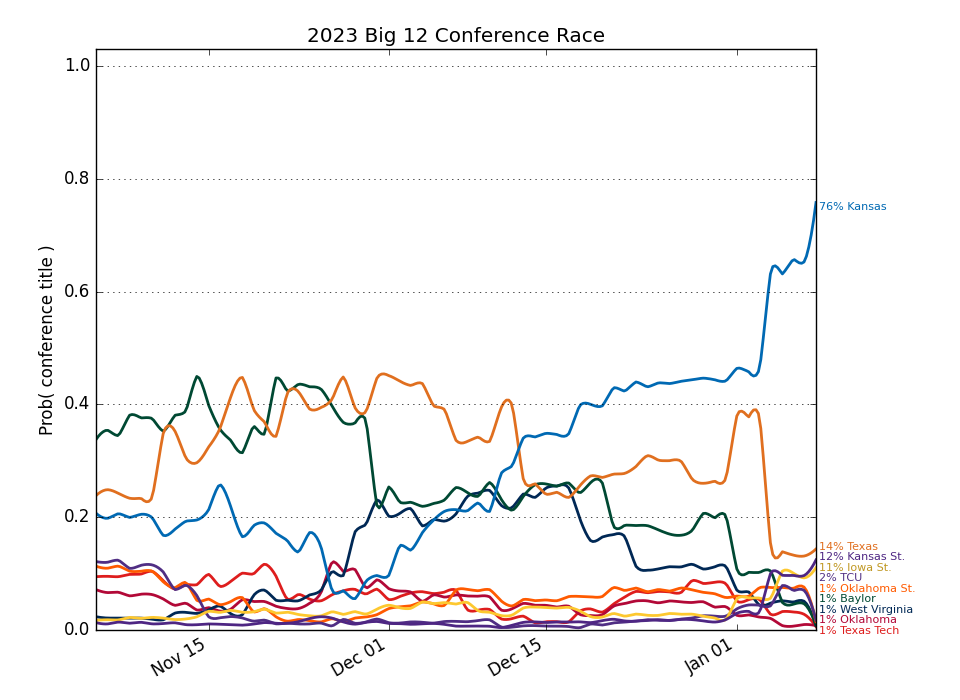 2023 Big 12 Conference Race
Prob( conference title )
1.0
0.8
0.6
0.4
0.2
0.0
Nov 15
Dec 01
Dec 15
Jan 01
76% Kansas
14% Texas
12% Kansas St.
11% Iowa St.
2% TCU
1% Oklahoma St.
1% Baylor
1% West Virginia
1% Oklahoma
1% Texas Tech